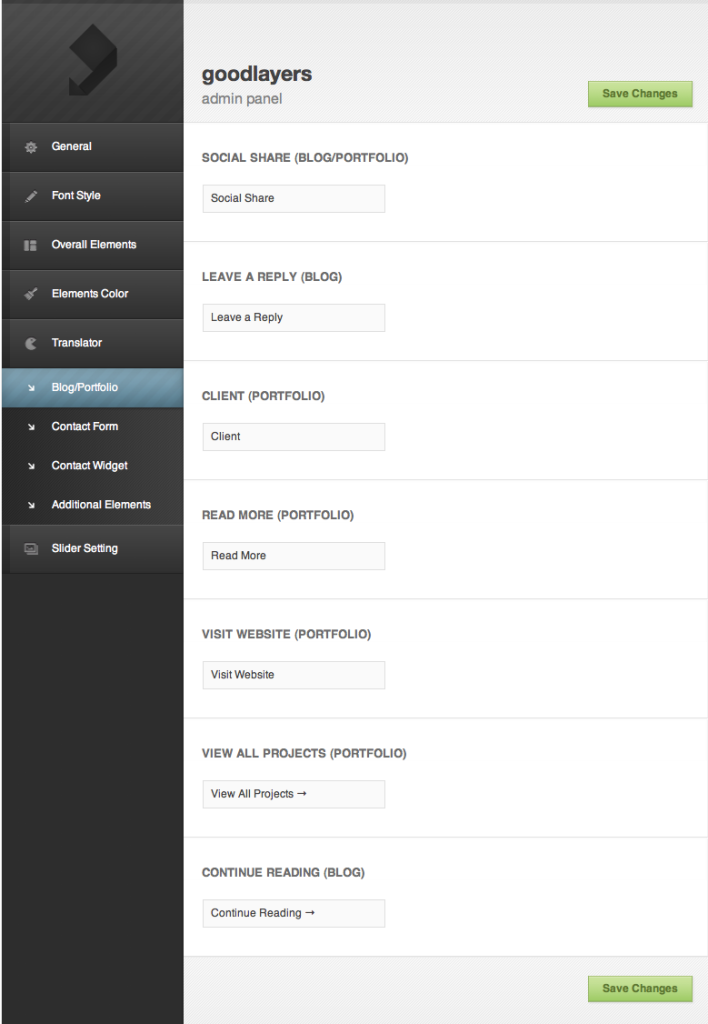 goodlayers
admin panel
Save Changes
General
Font Style
Overall Elements
Elements Color
Translator
Blog/Portfolio
Contact Form
Contact Widget
Additional Elements
Slider Setting
SOCIAL SHARE (BLOG/PORTFOLIO)
Social Share
LEAVE A REPLY (BLOG)
Leave a Reply
CLIENT (PORTFOLIO)
Client
READ MORE (PORTFOLIO)
Read More
VISIT WEBSITE (PORTFOLIO)
Visit Website
VIEW ALL PROJECTS (PORTFOLIO)
View All Projects →
CONTINUE READING (BLOG)
Continue Reading →
Save Changes